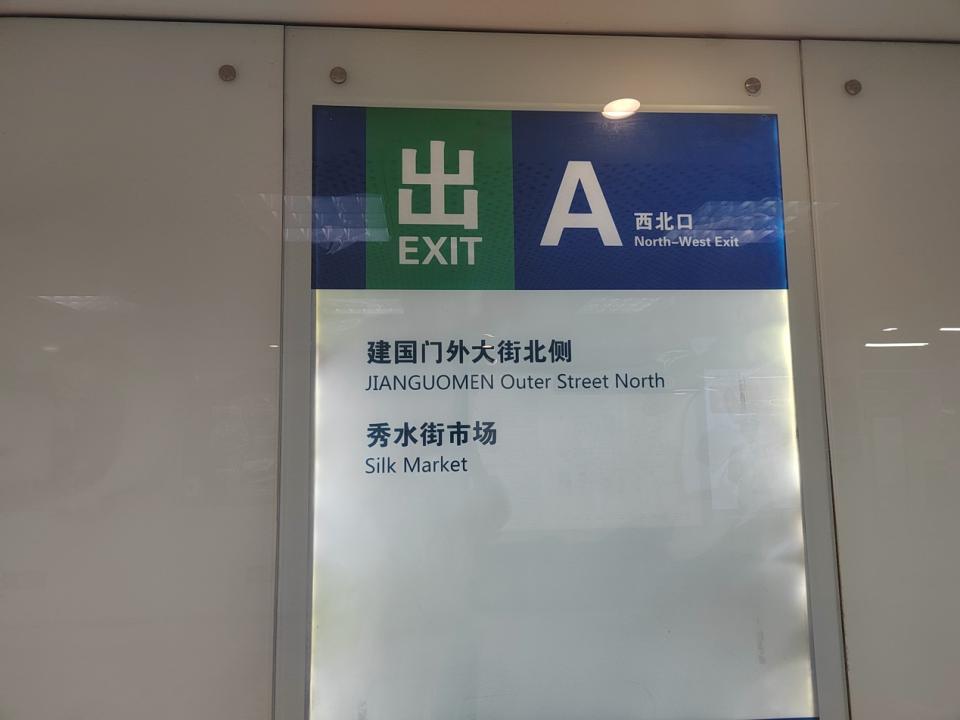 出
EXIT
A
西北口
North-West Exit
建国门外大街北侧
JIANGUOMEN Outer Street North
秀水街市场
Silk Market